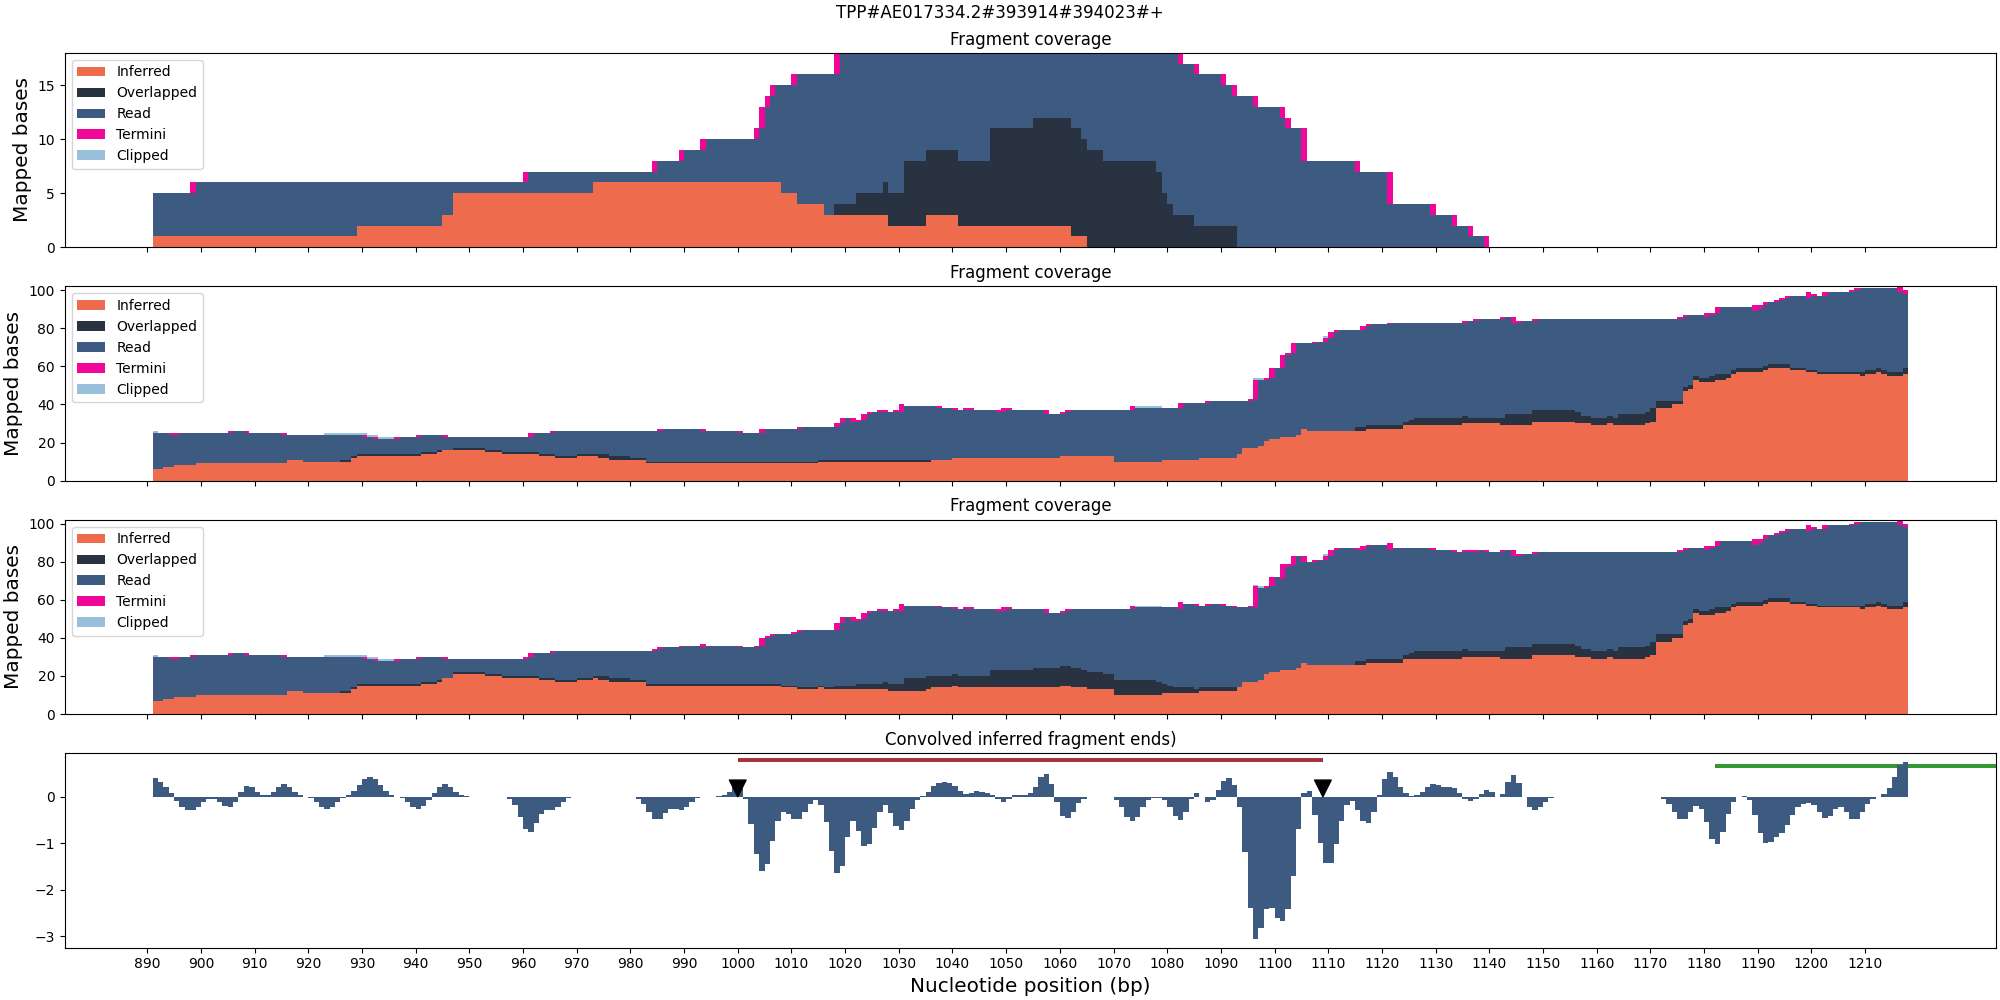 TPP#AE017334.2#393914#394023#+
Fragment coverage
Mapped bases
15
10
5
0
Inferred
Overlapped
Read
Termini
Clipped
Fragment coverage
Mapped bases
100
80
60
40
20
0
Inferred
Overlapped
Read
Termini
Clipped
Fragment coverage
Mapped bases
100
80
60
40
20
0
Inferred
Overlapped
Read
Termini
Clipped
Convolved inferred fragment ends)
0
−1
−2
−3
890 900 910 920 930 940 950 960 970 980 990 1000 1010 1020 1030 1040 1050 1060 1070 1080 1090 1100 1110 1120 1130 1140 1150 1160 1170 1180 1190 1200 1210
Nucleotide position (bp)